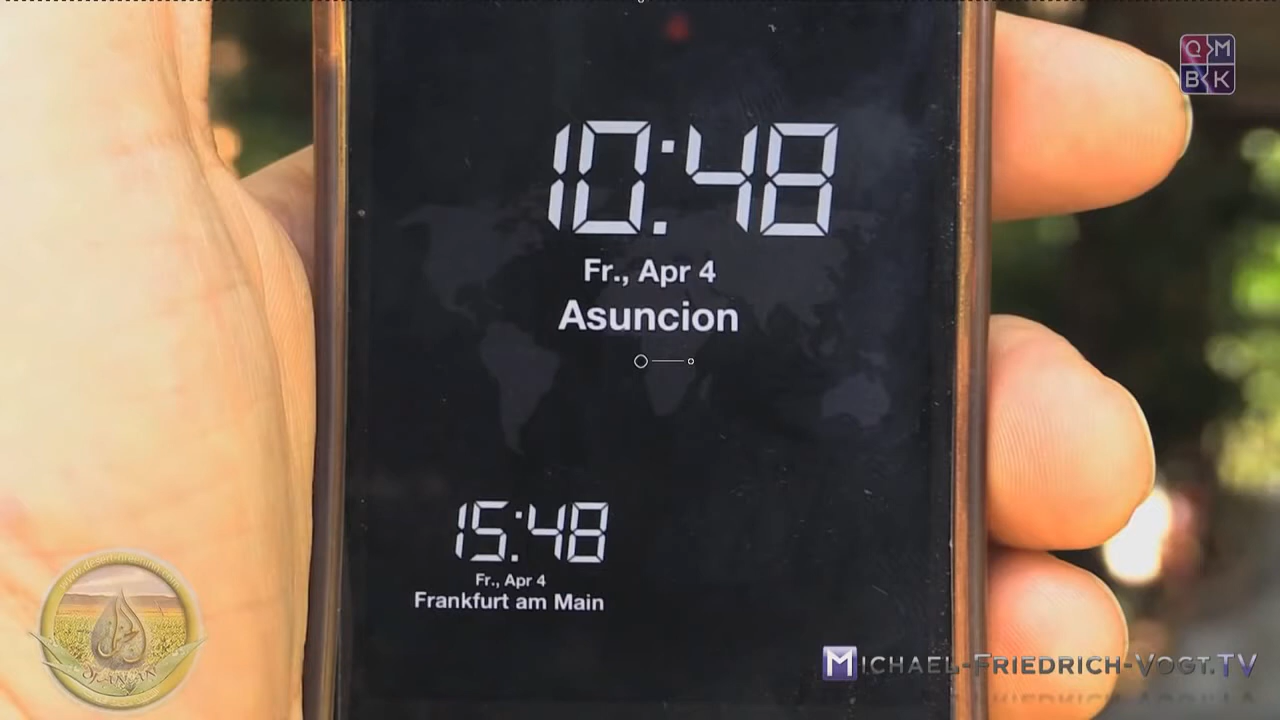 Q M
B K
10:48
Fr., Apr 4
Asuncion
15:48
Fr., Apr 4
Frankfurt am Main
MICHAEL-FRIEDRICH-VOGT.TV